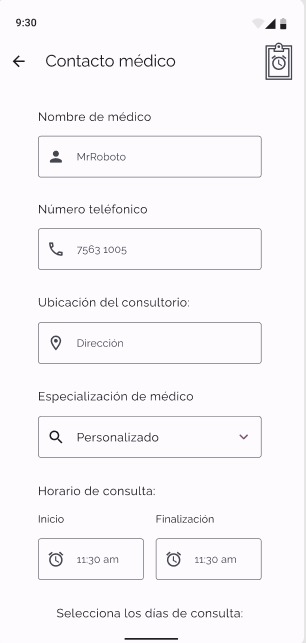 9:30
Contacto médico
Nombre de médico
MrRoboto
Número teléfonico
7563 1005
Ubicación del consultorio:
Dirección
Especialización de médico
Personalizado
Horario de consulta:
Inicio Finalización
11:30 am 11:30 am
Selecciona los días de consulta: